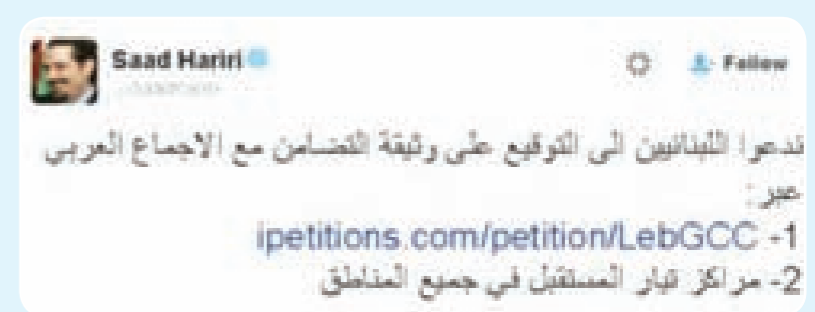 Saad Hariri
Follow
ندعوا اللبنانيين الى التوقيع على وثيقة التضامن مع الاجماع العربي
عبر:
1- ipetitions.com/petition/LebGCC
2- مراكز تيار المستقبل في جميع المناطق